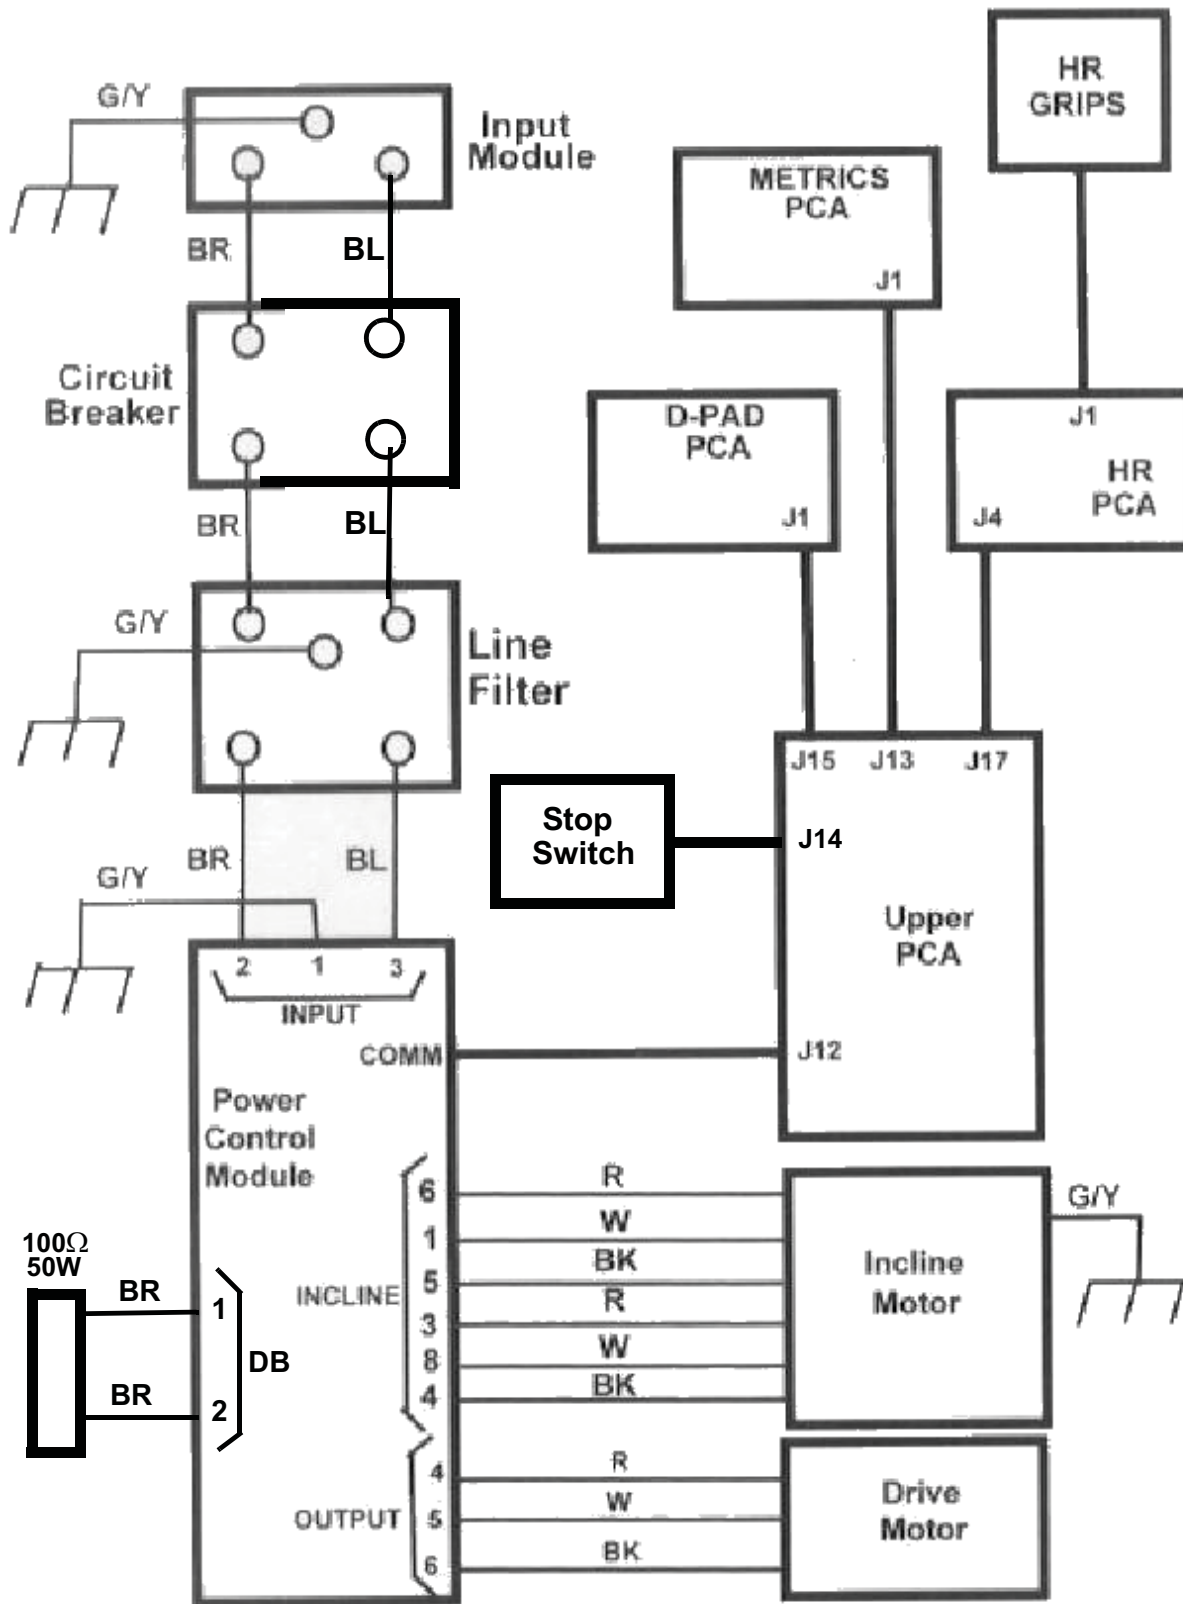 G/Y
Input
Module
BR
BL
Circuit
Breaker
BR
BL
G/Y
Line
Filter
BR
BL
G/Y
2
1
3
INPUT
COMM
Power
Control
Module
100Ω
50W
BR
1
DB
BR
2
INCLINE
6
R
1
W
5
BK
3
R
8
W
4
BK
Incline
Motor
G/Y
OUTPUT
4
R
5
W
6
BK
Drive
Motor
HR
GRIPS
METRICS
PCA
J1
D-PAD
PCA
J1
J1
HR
PCA
J4
J15
J13
J17
Stop
Switch
J14
Upper
PCA
J12